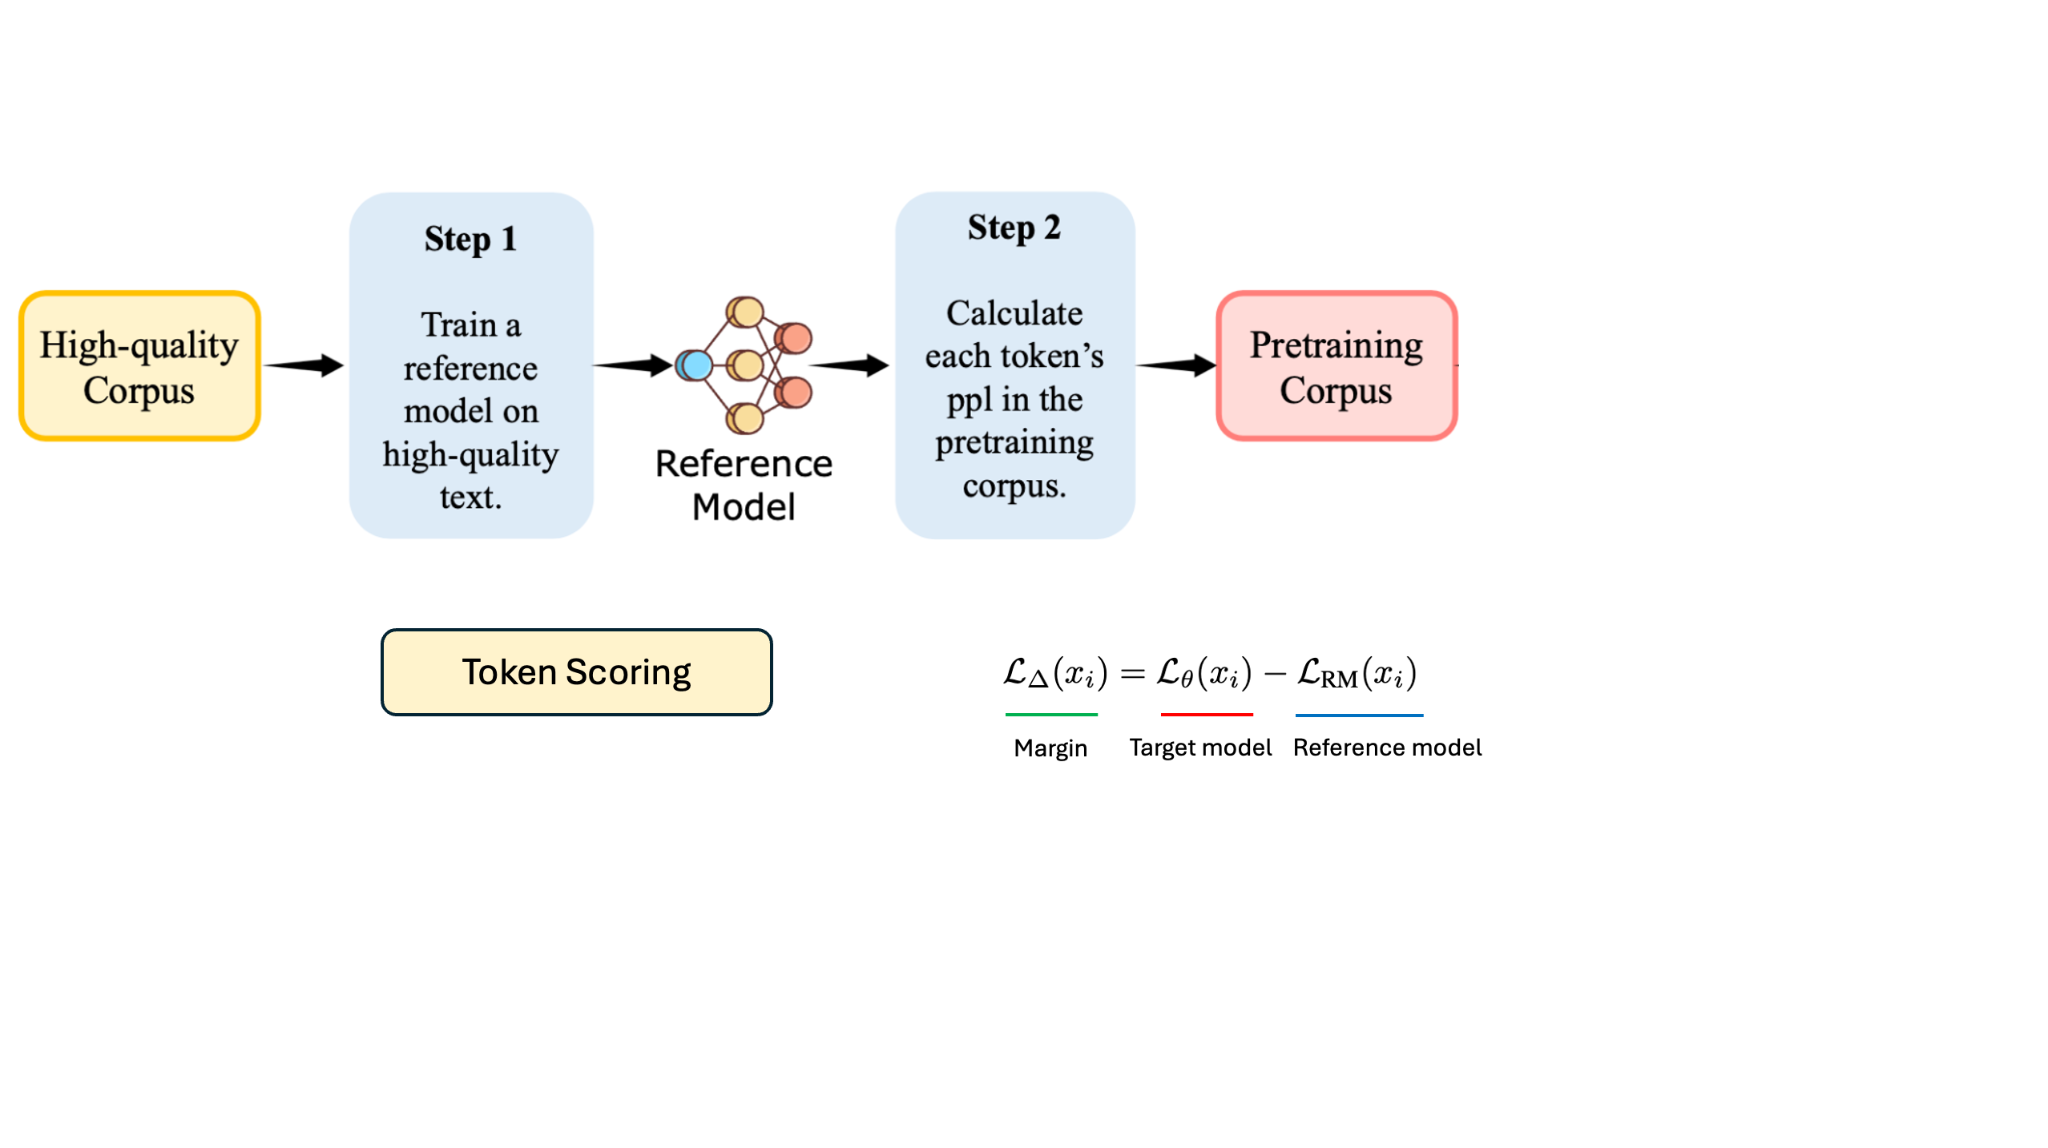 High-quality
Corpus
Step 1
Train a
reference
model on
high-quality
text.
Reference
Model
Step 2
Calculate
each token’s
ppl in the
pretraining
corpus.
Pretraining
Corpus
Token Scoring
ℒ_Δ(x_i) = ℒ_θ(x_i) − ℒ_RM(x_i)
Margin Target model Reference model